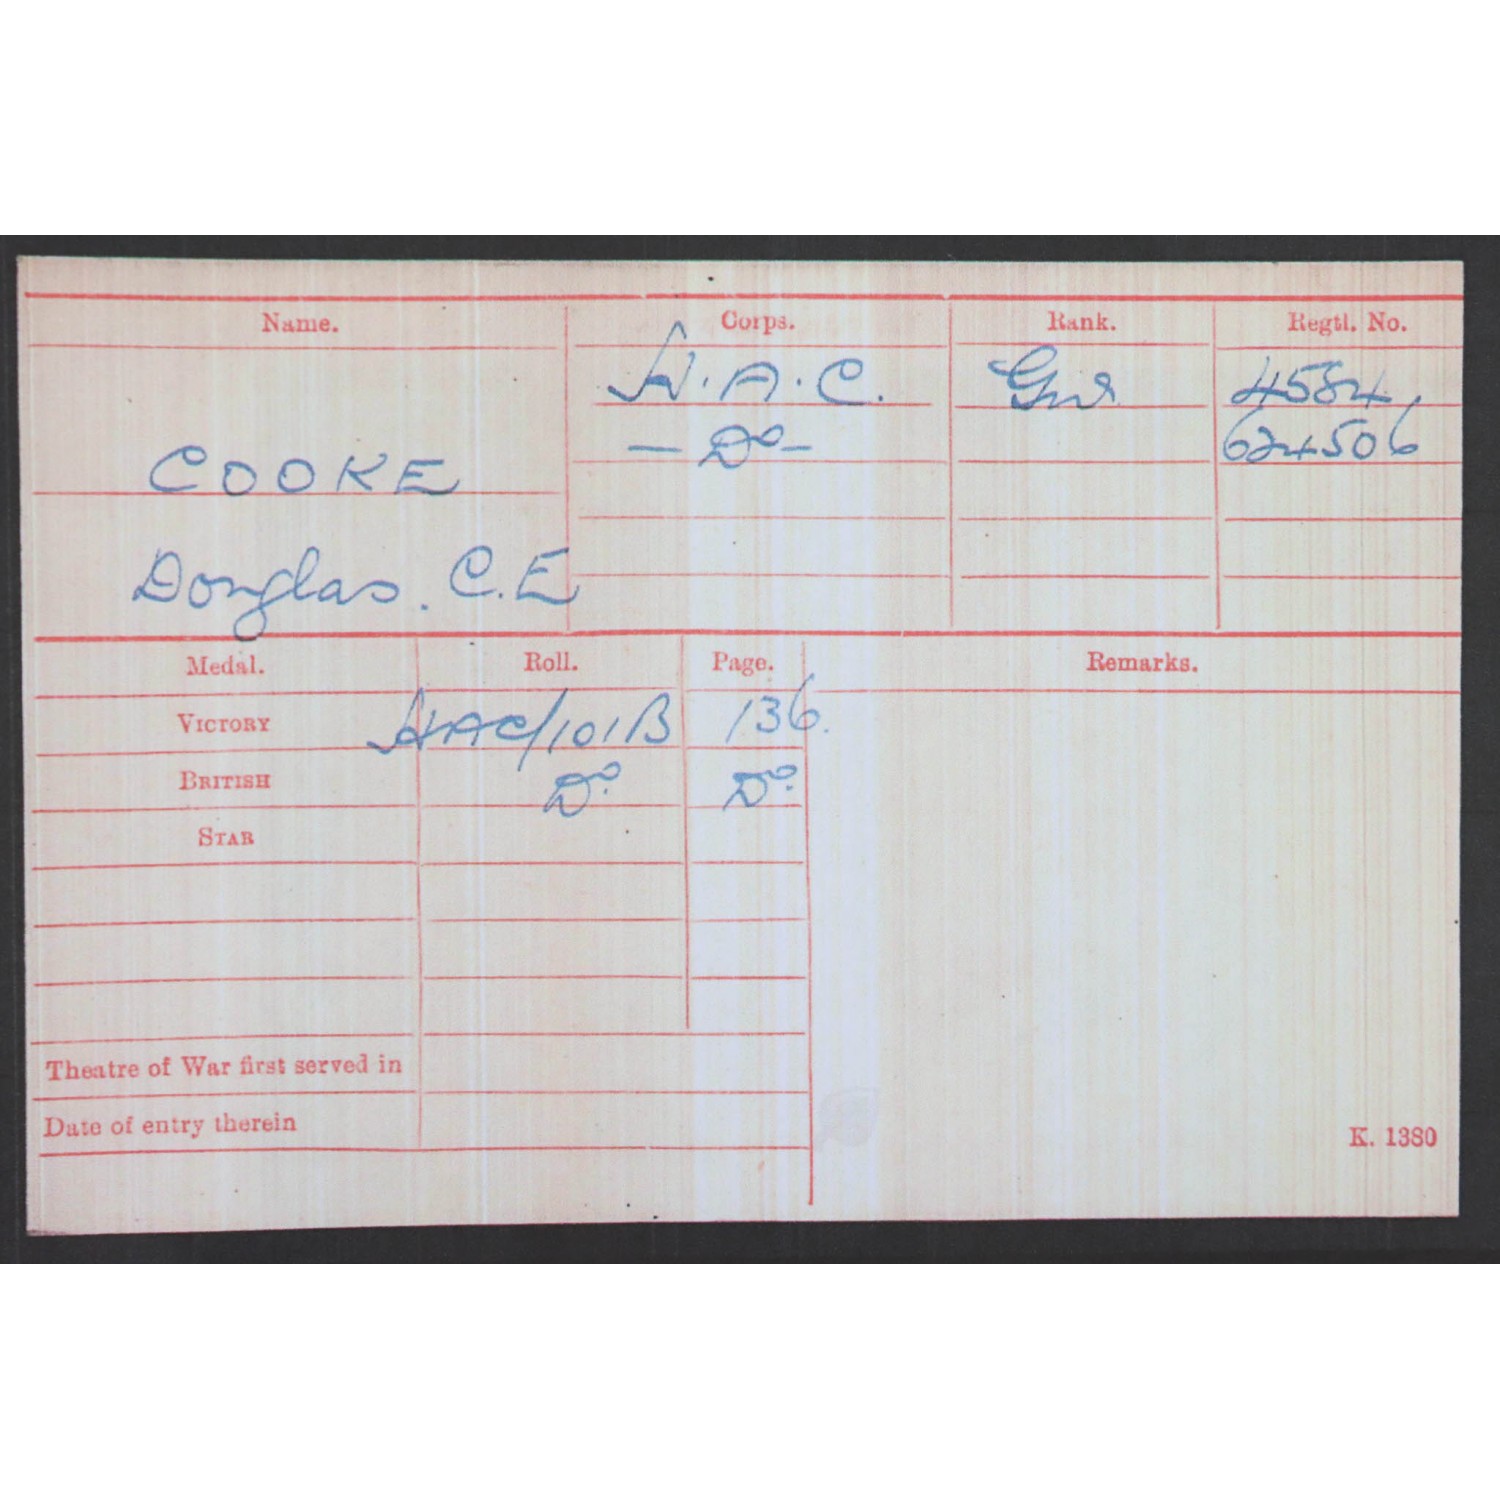 Name. Corps. Rank. Regtl. No.
H.A.C. Gnr 4584
COOKE — Do — 624506
Douglas. C.E
Medal. Roll. Page. Remarks.
VICTORY HAC/101B 136.
BRITISH Do. Do.
STAR
Theatre of War first served in
Date of entry therein
K. 1380